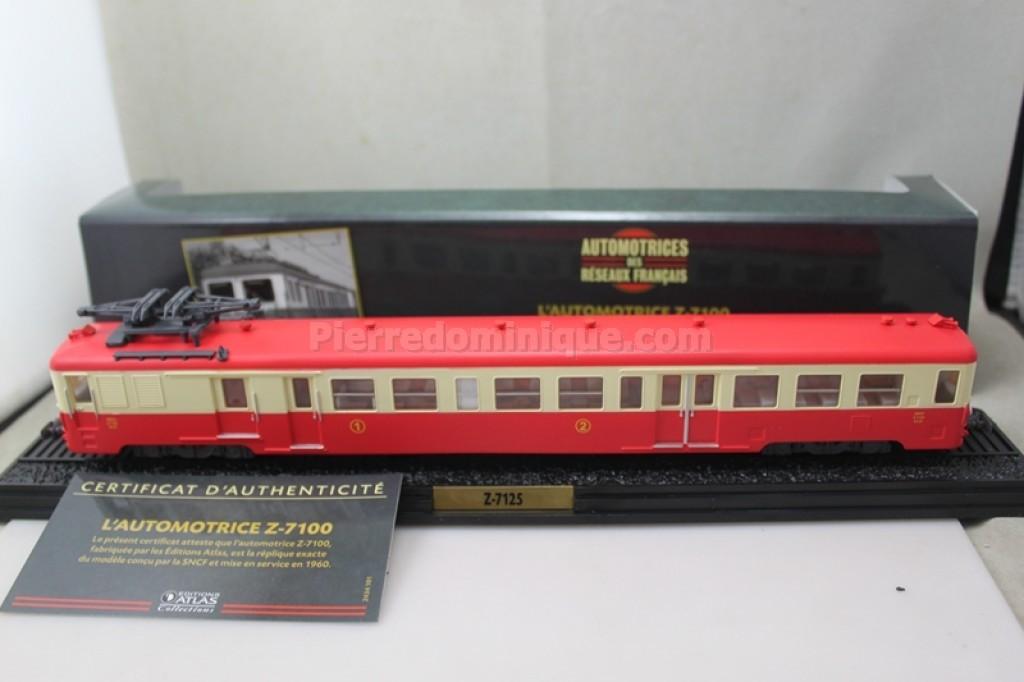 AUTOMOTRICES
DES
RÉSEAUX FRANÇAIS
L'AUTOMOTRICE Z-7100
Pierredominique.com
1
2
Z-7125
CERTIFICAT D'AUTHENTICITÉ
L'AUTOMOTRICE Z-7100
Le présent certificat atteste que l'automotrice Z-7100,
fabriquée par les Éditions Atlas, est la réplique exacte
du modèle conçu par la SNCF et mise en service en 1960.
EDITIONS
ATLAS
Collections